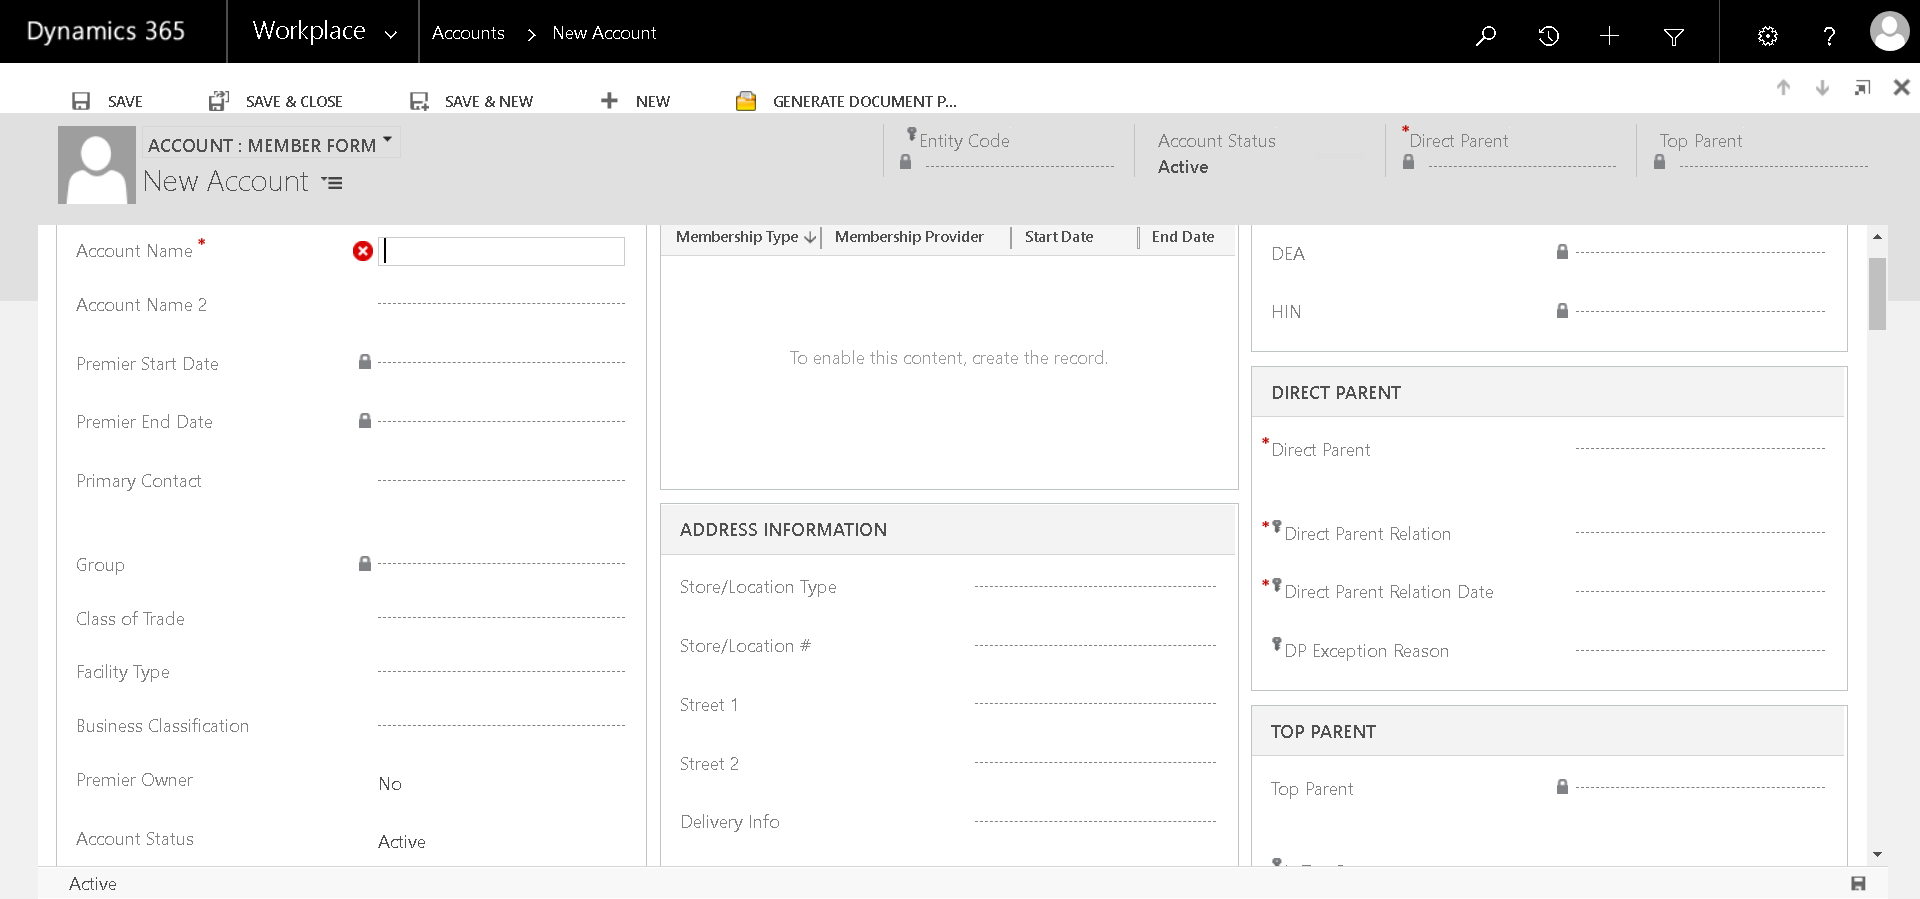 Dynamics 365
Workplace
Accounts > New Account
SAVE
SAVE & CLOSE
SAVE & NEW
NEW
GENERATE DOCUMENT P...
ACCOUNT : MEMBER FORM
New Account
Entity Code
Account Status
Active
*Direct Parent
Top Parent
Account Name *
Account Name 2
Premier Start Date
Premier End Date
Primary Contact
Group
Class of Trade
Facility Type
Business Classification
Premier Owner
No
Account Status
Active
Membership Type
Membership Provider
Start Date
End Date
To enable this content, create the record.
ADDRESS INFORMATION
Store/Location Type
Store/Location #
Street 1
Street 2
Delivery Info
DEA
HIN
DIRECT PARENT
*Direct Parent
*Direct Parent Relation
*Direct Parent Relation Date
DP Exception Reason
TOP PARENT
Top Parent
Active